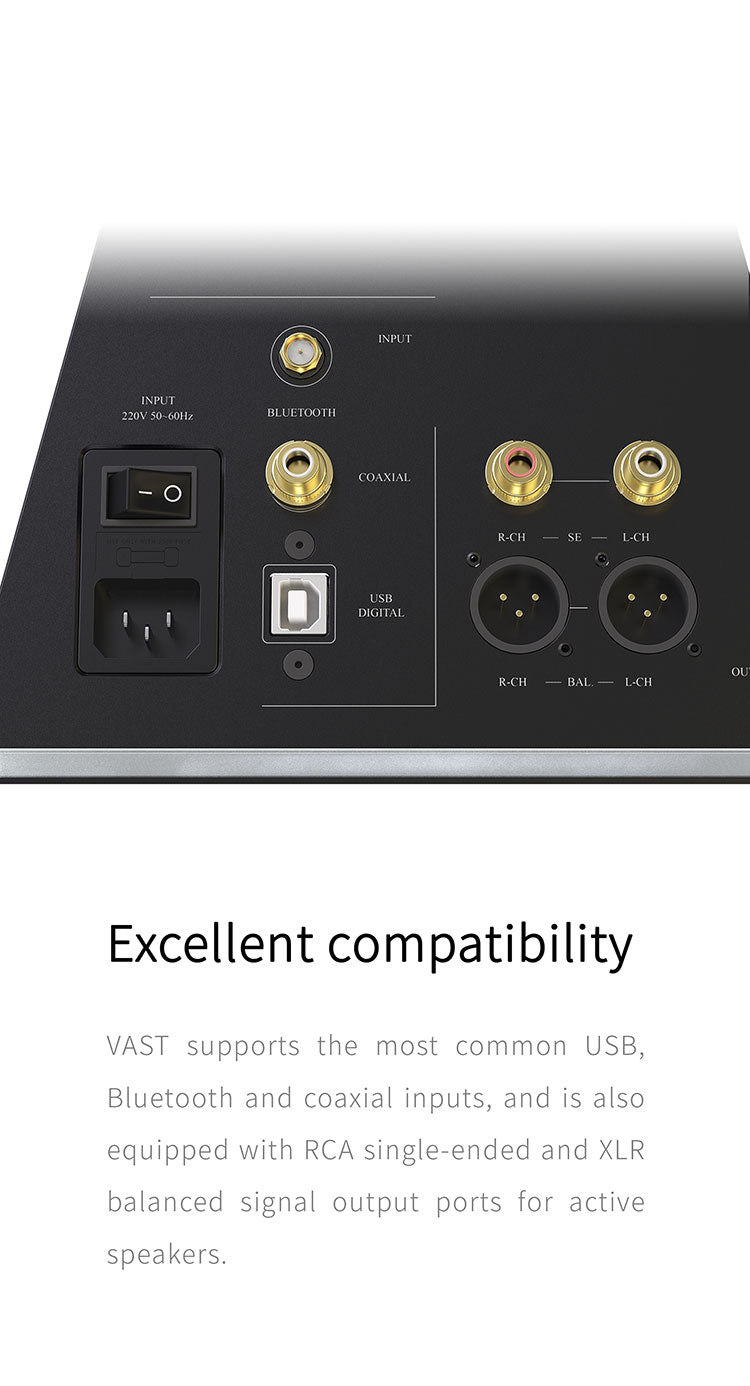 INPUT
INPUT
220V 50~60Hz
BLUETOOTH
COAXIAL
R-CH — SE — L-CH
USB
DIGITAL
R-CH — BAL. — L-CH
Excellent compatibility
VAST supports the most common USB,
Bluetooth and coaxial inputs, and is also
equipped with RCA single-ended and XLR
balanced signal output ports for active
speakers.